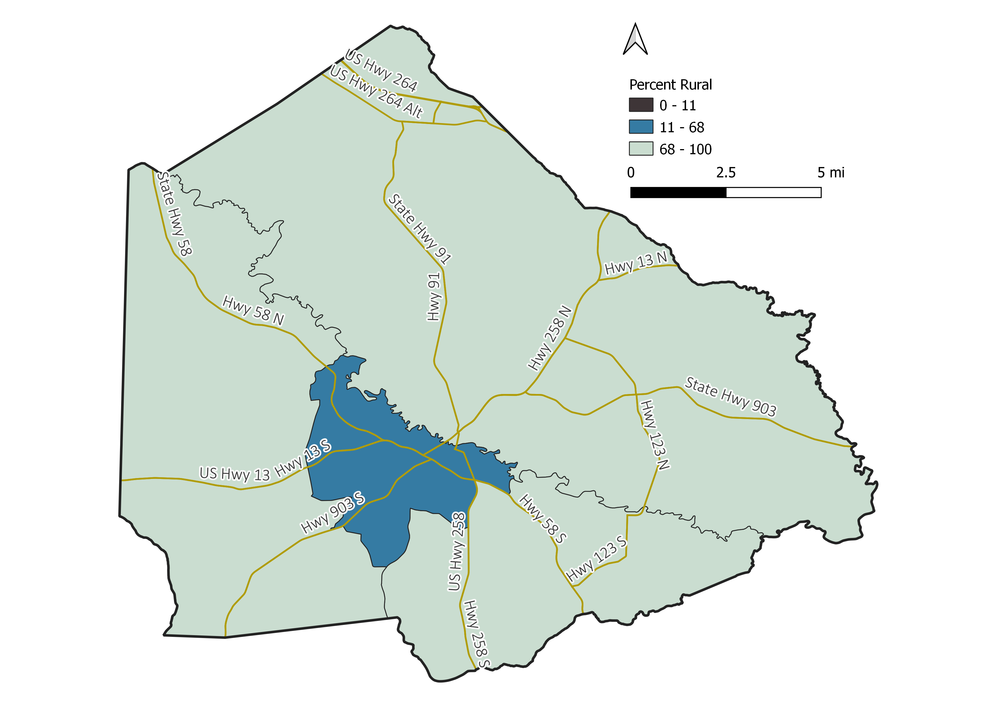 US Hwy 264
US Hwy 264 Alt
Percent Rural
0 - 11
11 - 68
68 - 100
0 2.5 5 mi
State Hwy 58
State Hwy 91
Hwy 13 N
Hwy 91
Hwy 58 N
Hwy 258 N
State Hwy 903
Hwy 123 N
Hwy 13 S
US Hwy 13
Hwy 903 S
Hwy 58 S
US Hwy 258
Hwy 123 S
Hwy 258 S